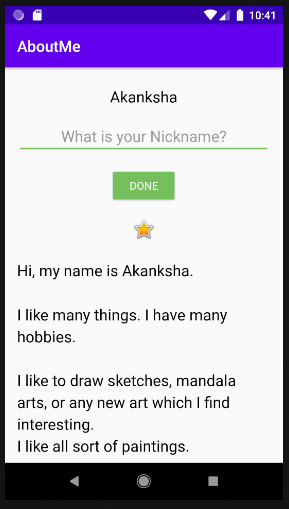 10:41
AboutMe
Akanksha
What is your Nickname?
DONE
Hi, my name is Akanksha.
I like many things. I have many
hobbies.
I like to draw sketches, mandala
arts, or any new art which I find
interesting.
I like all sort of paintings.